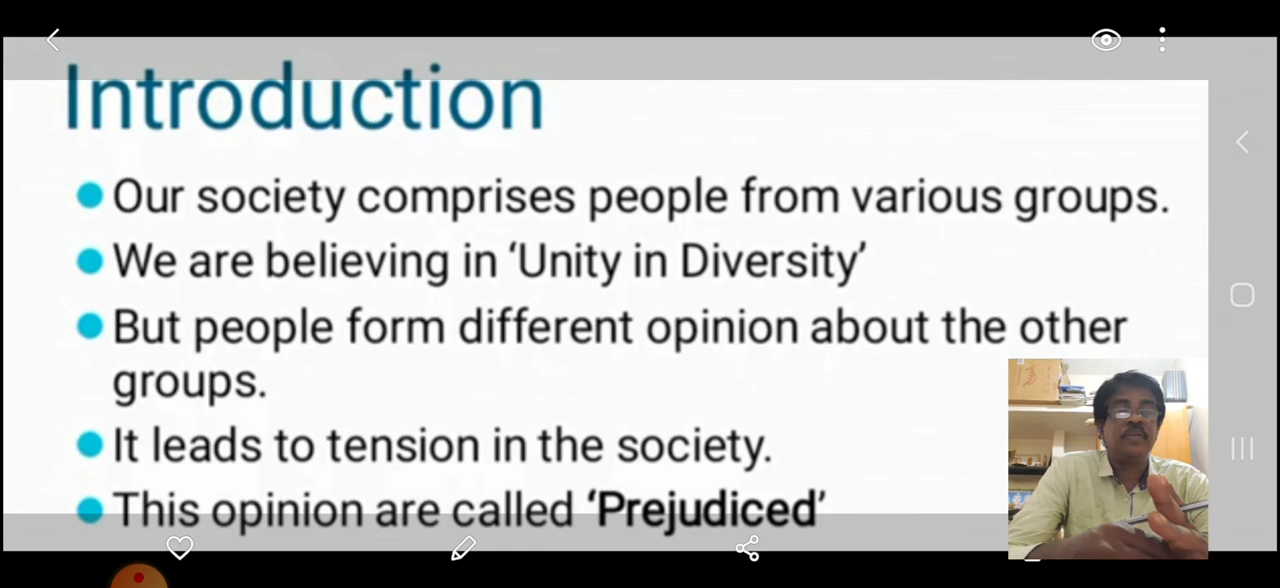 Introduction
Our society comprises people from various groups.
We are believing in ‘Unity in Diversity’
But people form different opinion about the other
groups.
It leads to tension in the society.
This opinion are called ‘Prejudiced’